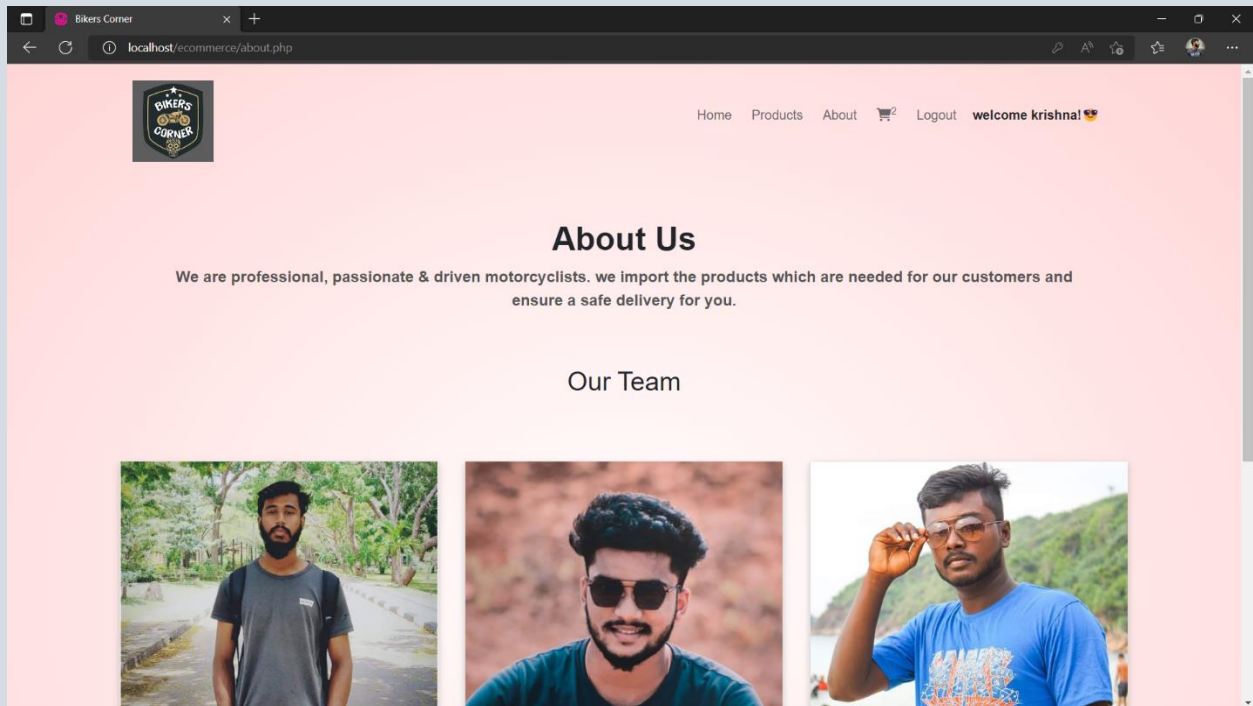 Bikers Corner
localhost/ecommerce/about.php
BIKERS
CORNER
Home Products About 2 Logout welcome krishna!😎
About Us
We are professional, passionate & driven motorcyclists. we import the products which are needed for our customers and
ensure a safe delivery for you.
Our Team